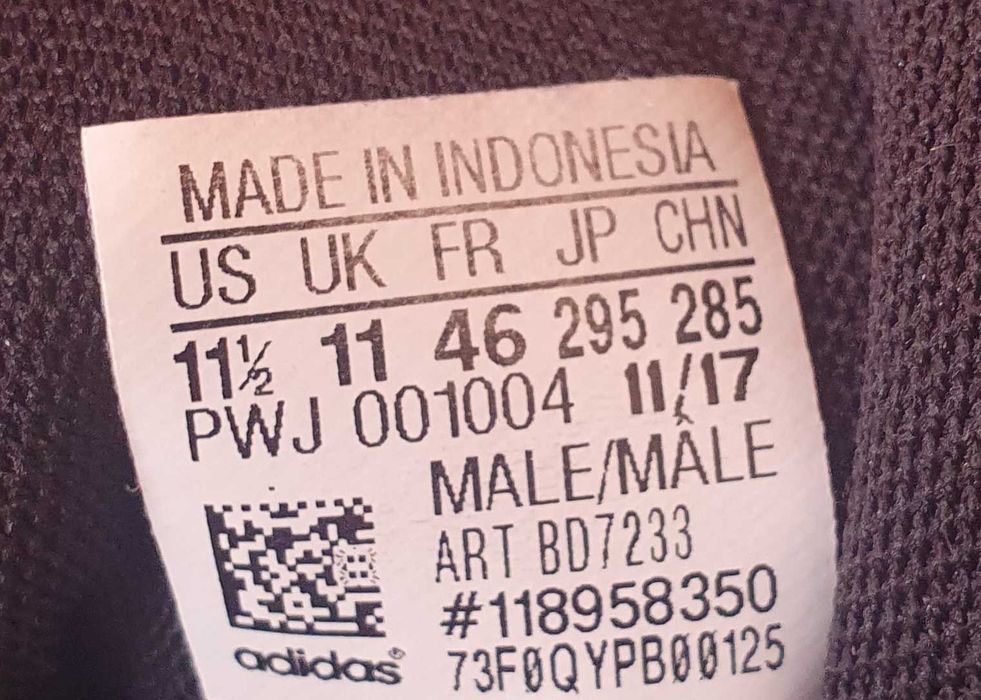 MADE IN INDONESIA
US UK FR JP CHN
11½ 11 46 295 285
PWJ 001004 11/17
MALE/MÂLE
ART BD7233
#118958350
adidas® 73F0QYPB00125